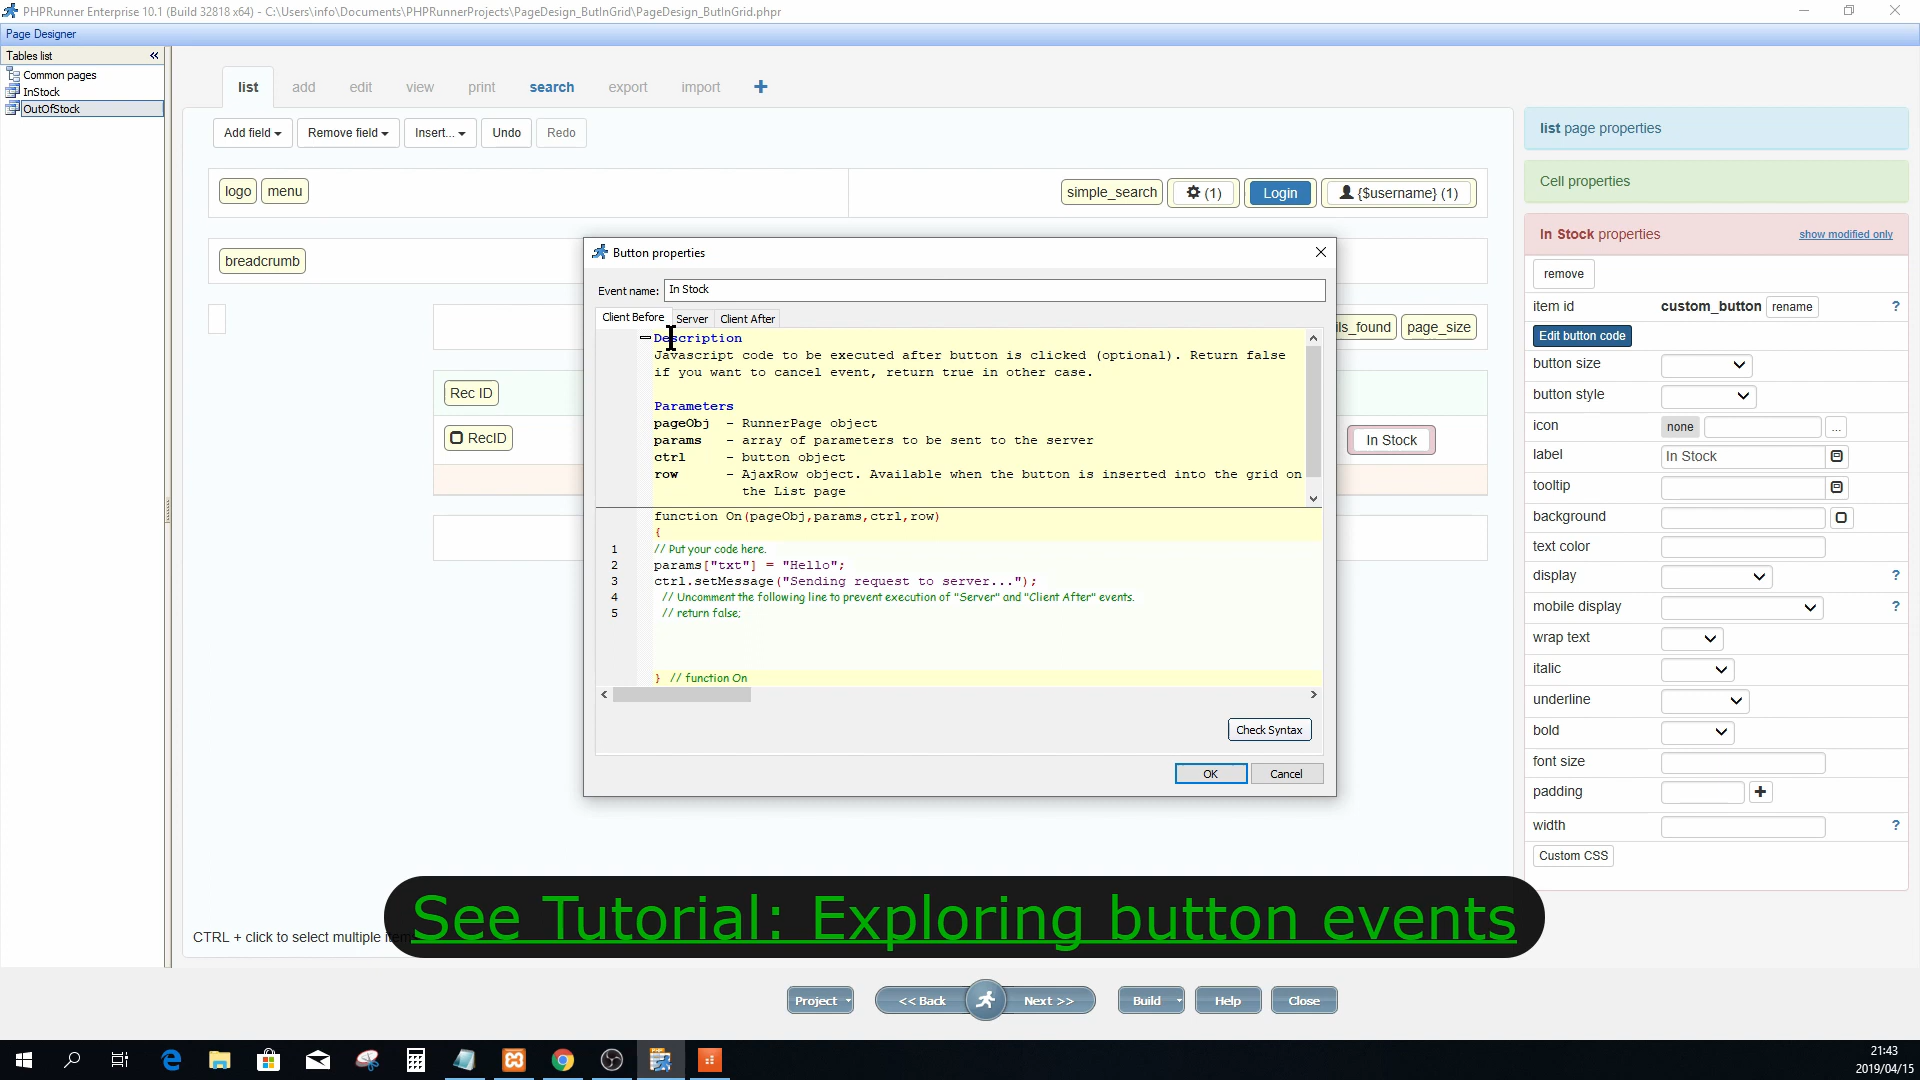 PHPRunner Enterprise 10.1 (Build 32818 x64) - C:\Users\info\Documents\PHPRunnerProjects\PageDesign_ButInGrid\PageDesign_ButInGrid.phpr
Page Designer
Tables list
Common pages
InStock
OutOfStock
list add edit view print search export import
Add field Remove field Insert... Undo Redo
logo menu
simple_search (1) Login {$username} (1)
breadcrumb
ils_found page_size
Rec ID
RecID
In Stock
CTRL + click to select multiple
Button properties
Event name: In Stock
Client Before Server Client After
Description
Javascript code to be executed after button is clicked (optional). Return false
if you want to cancel event, return true in other case.
Parameters
pageObj - RunnerPage object
params - array of parameters to be sent to the server
ctrl - button object
row - AjaxRow object. Available when the button is inserted into the grid on
the List page
function On(pageObj,params,ctrl,row)
{
1 // Put your code here.
2 params["txt"] = "Hello";
3 ctrl.setMessage("Sending request to server...");
4 // Uncomment the following line to prevent execution of "Server" and "Client After" events.
5 // return false;
} // function On
Check Syntax
OK Cancel
list page properties
Cell properties
In Stock properties show modified only
remove
item id custom_button rename ?
Edit button code
button size
button style
icon none ...
label In Stock
tooltip
background
text color
display ?
mobile display ?
wrap text
italic
underline
bold
font size
padding
width ?
Custom CSS
See Tutorial: Exploring button events
Project << Back Next >> Build Help Close
21:43
2019/04/15